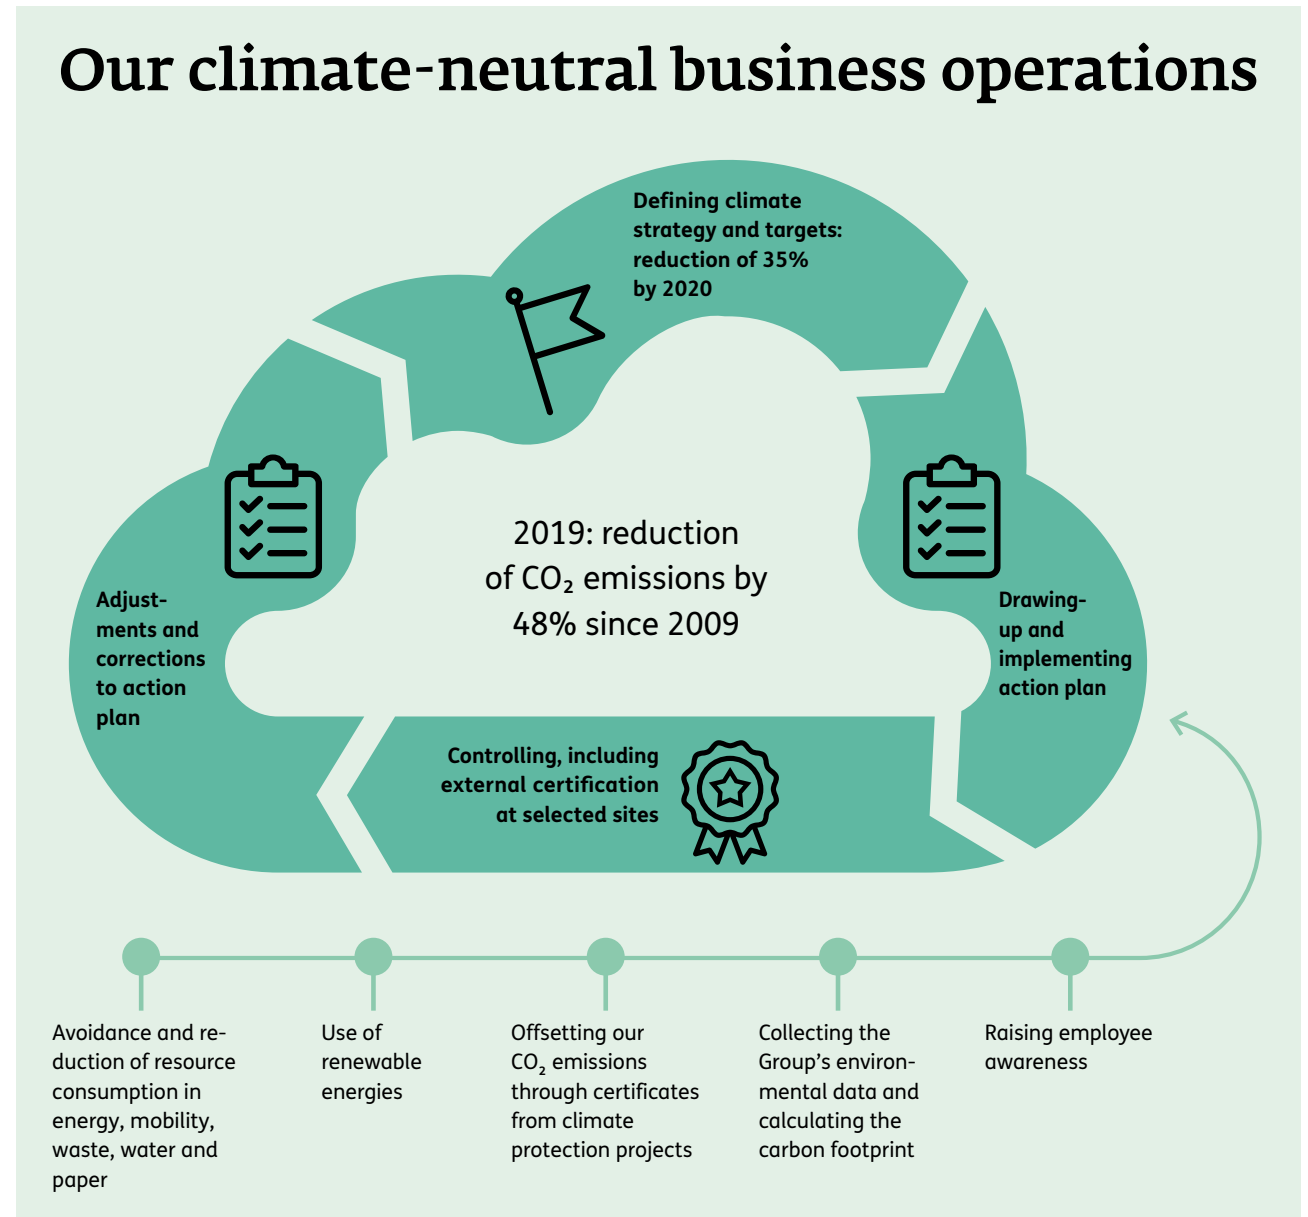 Our climate-neutral business operations
Defining climate
strategy and targets:
reduction of 35%
by 2020
2019: reduction
of CO₂ emissions by
48% since 2009
Adjust-
ments and
corrections
to action
plan
Drawing-
up and
implementing
action plan
Controlling, including
external certification
at selected sites
Avoidance and re-
duction of resource
consumption in
energy, mobility,
waste, water and
paper
Use of
renewable
energies
Offsetting our
CO₂ emissions
through certificates
from climate
protection projects
Collecting the
Group’s environ-
mental data and
calculating the
carbon footprint
Raising employee
awareness